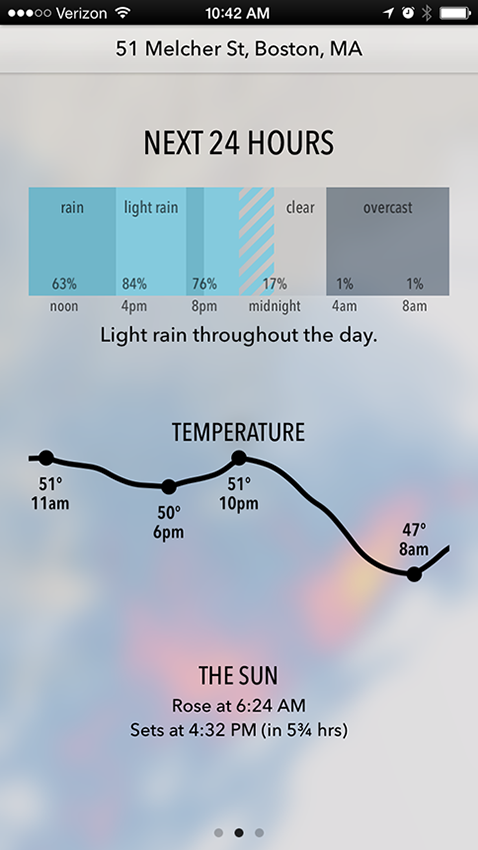 Verizon 10:42 AM
51 Melcher St, Boston, MA
NEXT 24 HOURS
rain light rain clear overcast
63% 84% 76% 17% 1% 1%
noon 4pm 8pm midnight 4am 8am
Light rain throughout the day.
TEMPERATURE
51° 51°
11am 10pm
50°
6pm
47°
8am
THE SUN
Rose at 6:24 AM
Sets at 4:32 PM (in 5¾ hrs)